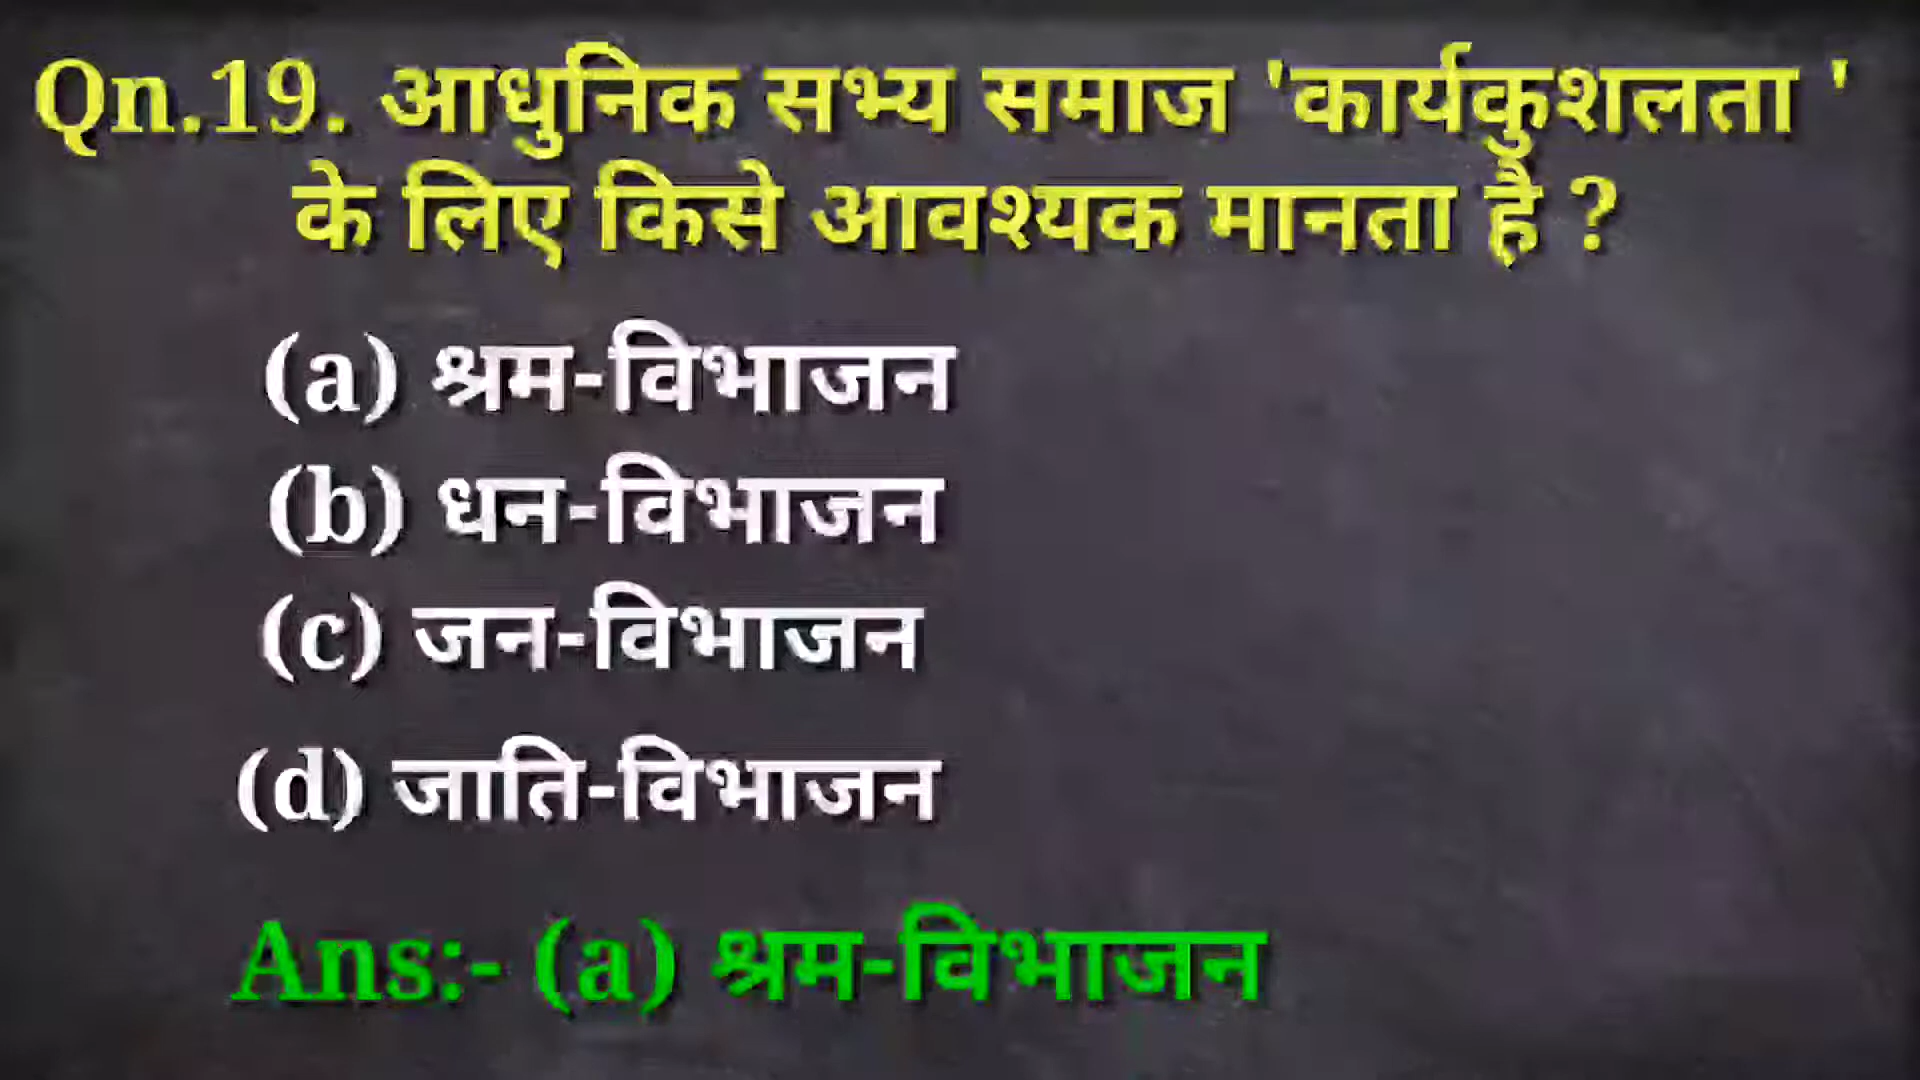 Qn.19. आधुनिक सभ्य समाज 'कार्यकुशलता '
के लिए किसे आवश्यक मानता है ?
(a) श्रम-विभाजन
(b) धन-विभाजन
(c) जन-विभाजन
(d) जाति-विभाजन
Ans:- (a) श्रम-विभाजन